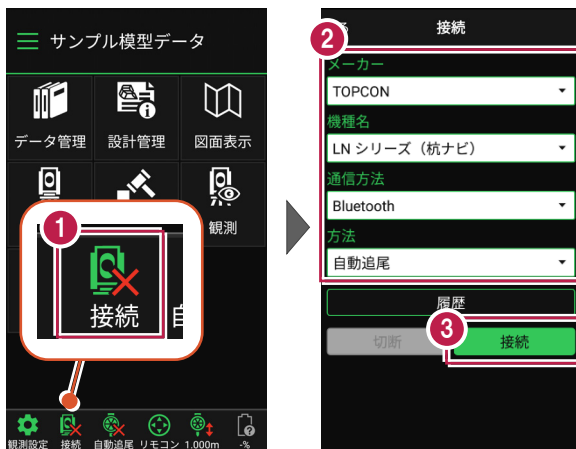 サンプル模型データ
データ管理
設計管理
図面表示
観測
1
接続
観測設定
接続
自動追尾
リモコン
1.000m
-%
2
接続
メーカー
TOPCON
機種名
LN シリーズ（杭ナビ）
通信方法
Bluetooth
方法
自動追尾
履歴
3
切断
接続